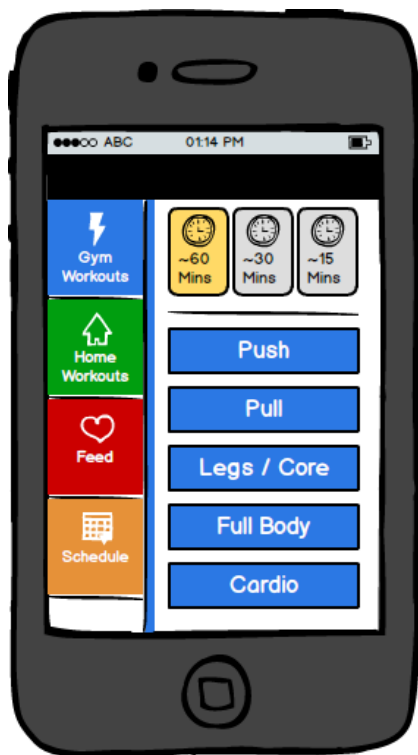 ABC 01:14 PM
Gym
Workouts
Home
Workouts
Feed
Schedule
~60
Mins
~30
Mins
~15
Mins
Push
Pull
Legs / Core
Full Body
Cardio